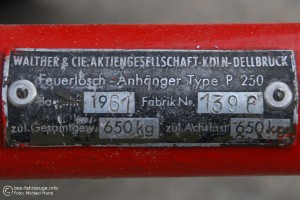 WALTHER & CIE. AKTIENGESELLSCHAFT-KÖLN-DELLBRÜCK
Feuerlösch-Anhänger Type P 250
1961 Fabrik Nr. 139
zul. Gesamtgew. 650 kg zul. Achslast 650 kg
© bos-fahrzeuge.info
Foto: Michael